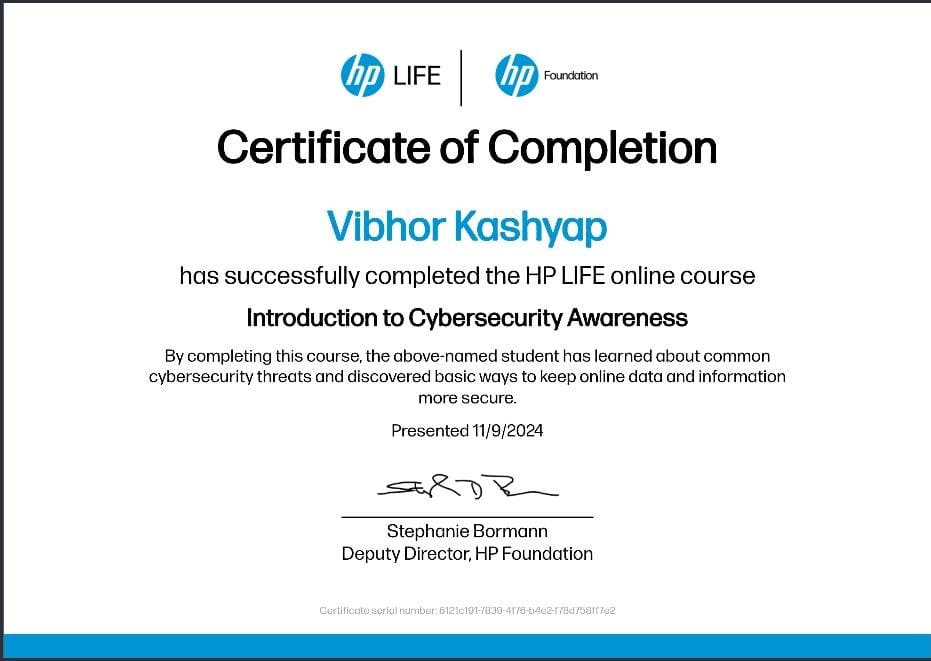 hp LIFE hp Foundation
Certificate of Completion
Vibhor Kashyap
has successfully completed the HP LIFE online course
Introduction to Cybersecurity Awareness
By completing this course, the above-named student has learned about common
cybersecurity threats and discovered basic ways to keep online data and information
more secure.
Presented 11/9/2024
Stephanie Bormann
Deputy Director, HP Foundation
Certificate serial number: 6121c191-7839-4f76-b4e2-f78d758ff7e2